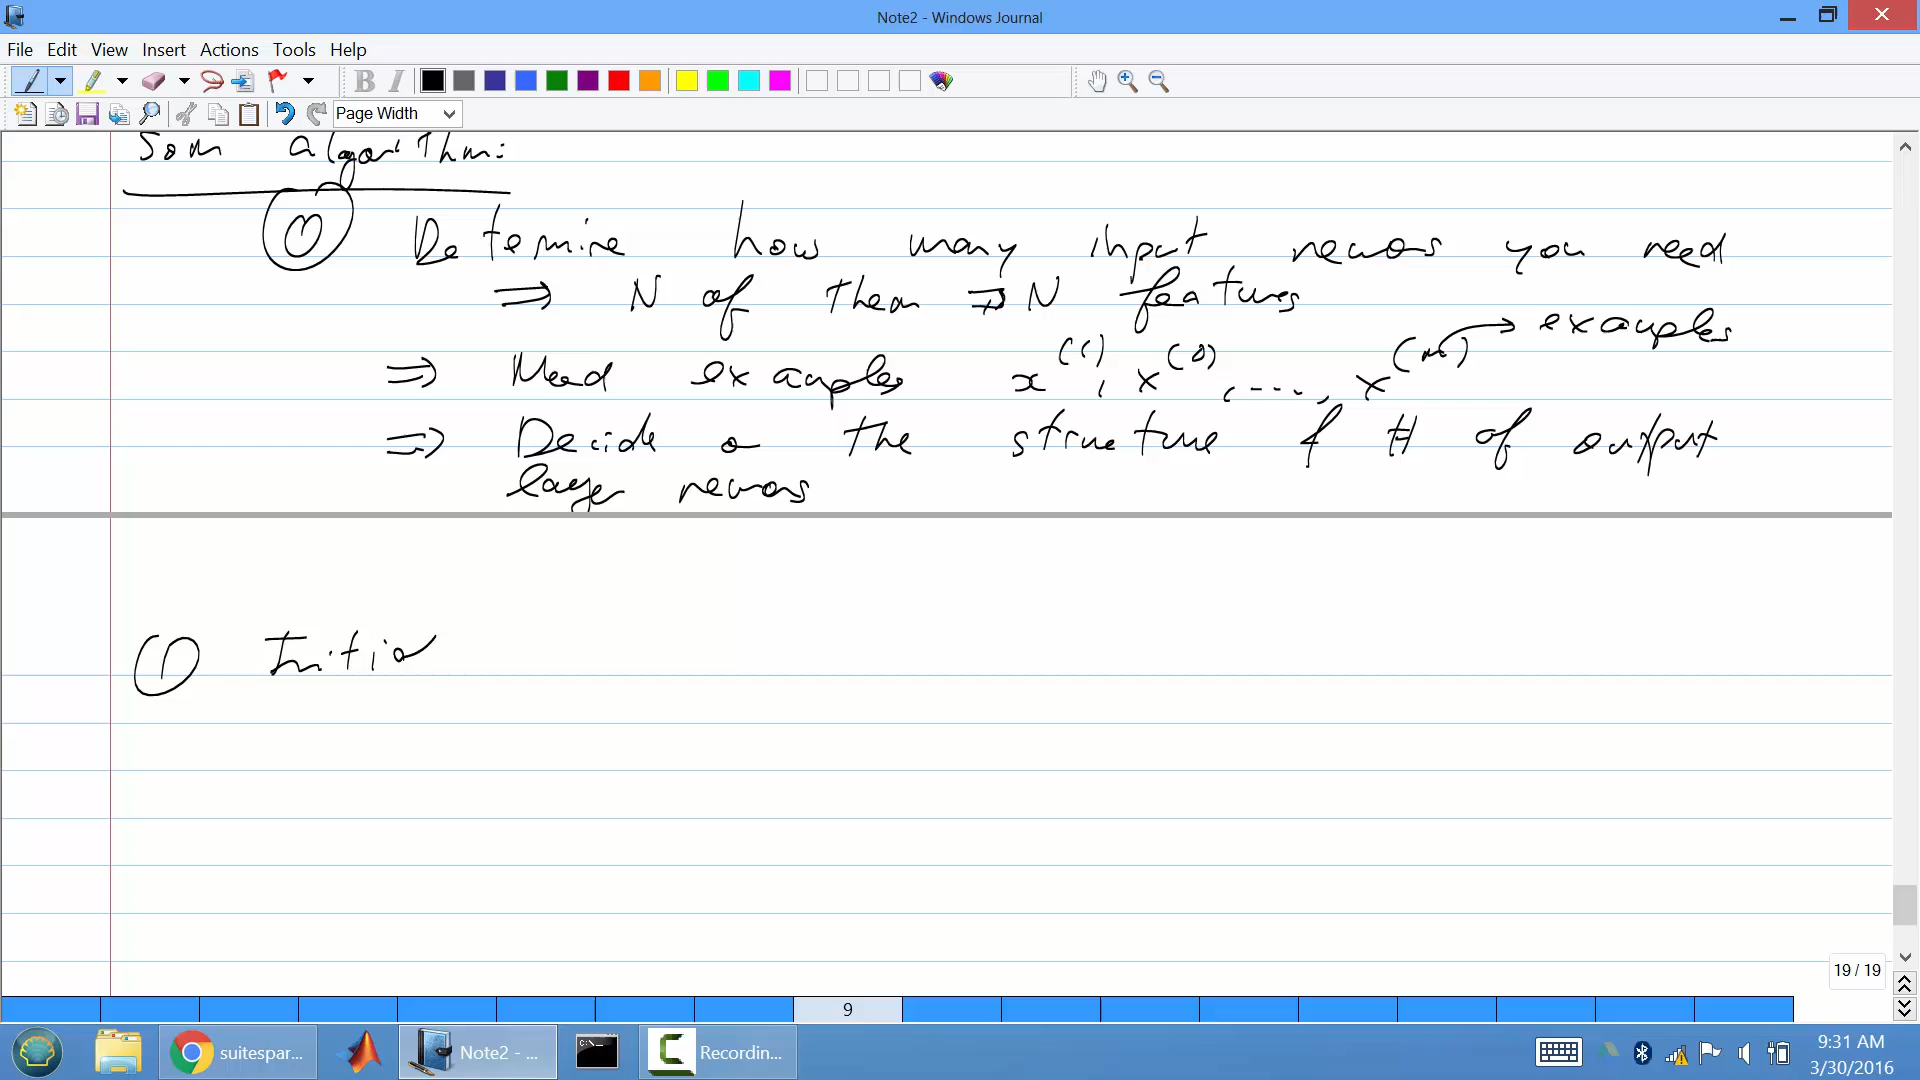 Note2 - Windows Journal
File Edit View Insert Actions Tools Help
B I
Page Width
Som algorithm:
0 Determine how many input neurons you need
⇒ N of them ⇒ N features
⇒ Need examples x^(1), x^(2), ...., x^(m) → examples
⇒ Decide on the structure & # of output
layer neurons
1 Initia
19 / 19
9
suitespar... Note2 - ... Recordin...
9:31 AM
3/30/2016